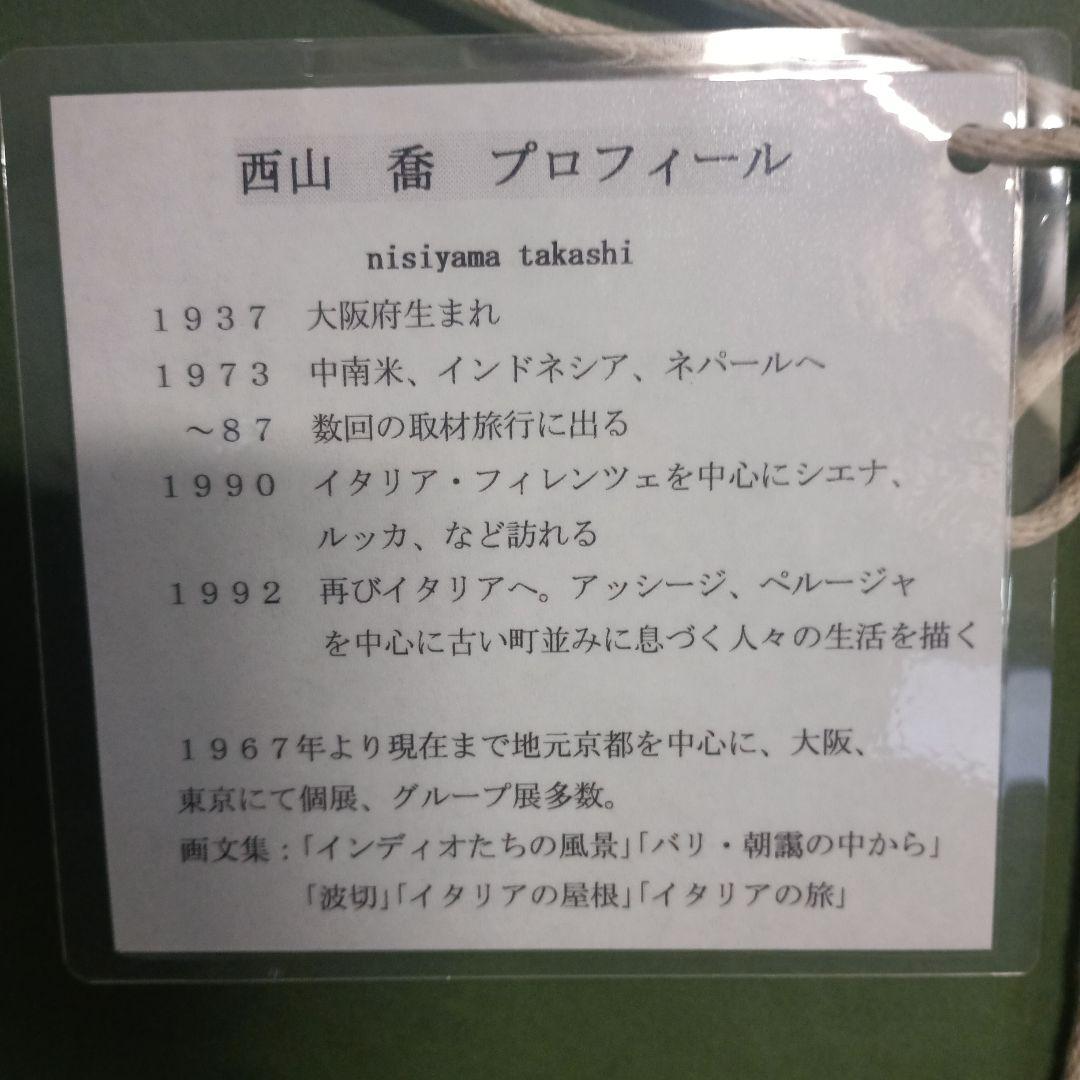 西山　喬　プロフィール
nisiyama takashi
１９３７　大阪府生まれ
１９７３　中南米、インドネシア、ネパールへ
～８７　数回の取材旅行に出る
１９９０　イタリア・フィレンツェを中心にシエナ、
ルッカ、など訪れる
１９９２　再びイタリアへ。アッシージ、ペルージャ
を中心に古い町並みに息づく人々の生活を描く
１９６７年より現在まで地元京都を中心に、大阪、
東京にて個展、グループ展多数。
画文集：「インディオたちの風景」「バリ・朝靄の中から」
「波切」「イタリアの屋根」「イタリアの旅」